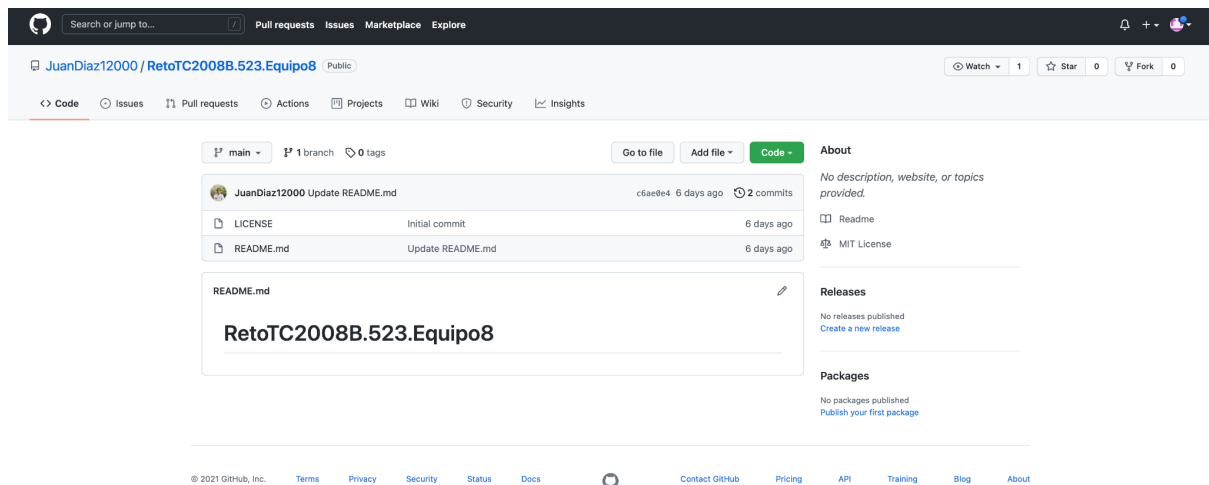 Search or jump to... / Pull requests Issues Marketplace Explore
JuanDiaz12000 / RetoTC2008B.523.Equipo8 Public Watch 1 Star 0 Fork 0
<> Code Issues Pull requests Actions Projects Wiki Security Insights
main 1 branch 0 tags Go to file Add file Code
JuanDiaz12000 Update README.md c6ae0e4 6 days ago 2 commits
LICENSE Initial commit 6 days ago
README.md Update README.md 6 days ago
README.md
RetoTC2008B.523.Equipo8
About
No description, website, or topics
provided.
Readme
MIT License
Releases
No releases published
Create a new release
Packages
No packages published
Publish your first package
© 2021 GitHub, Inc. Terms Privacy Security Status Docs Contact GitHub Pricing API Training Blog About